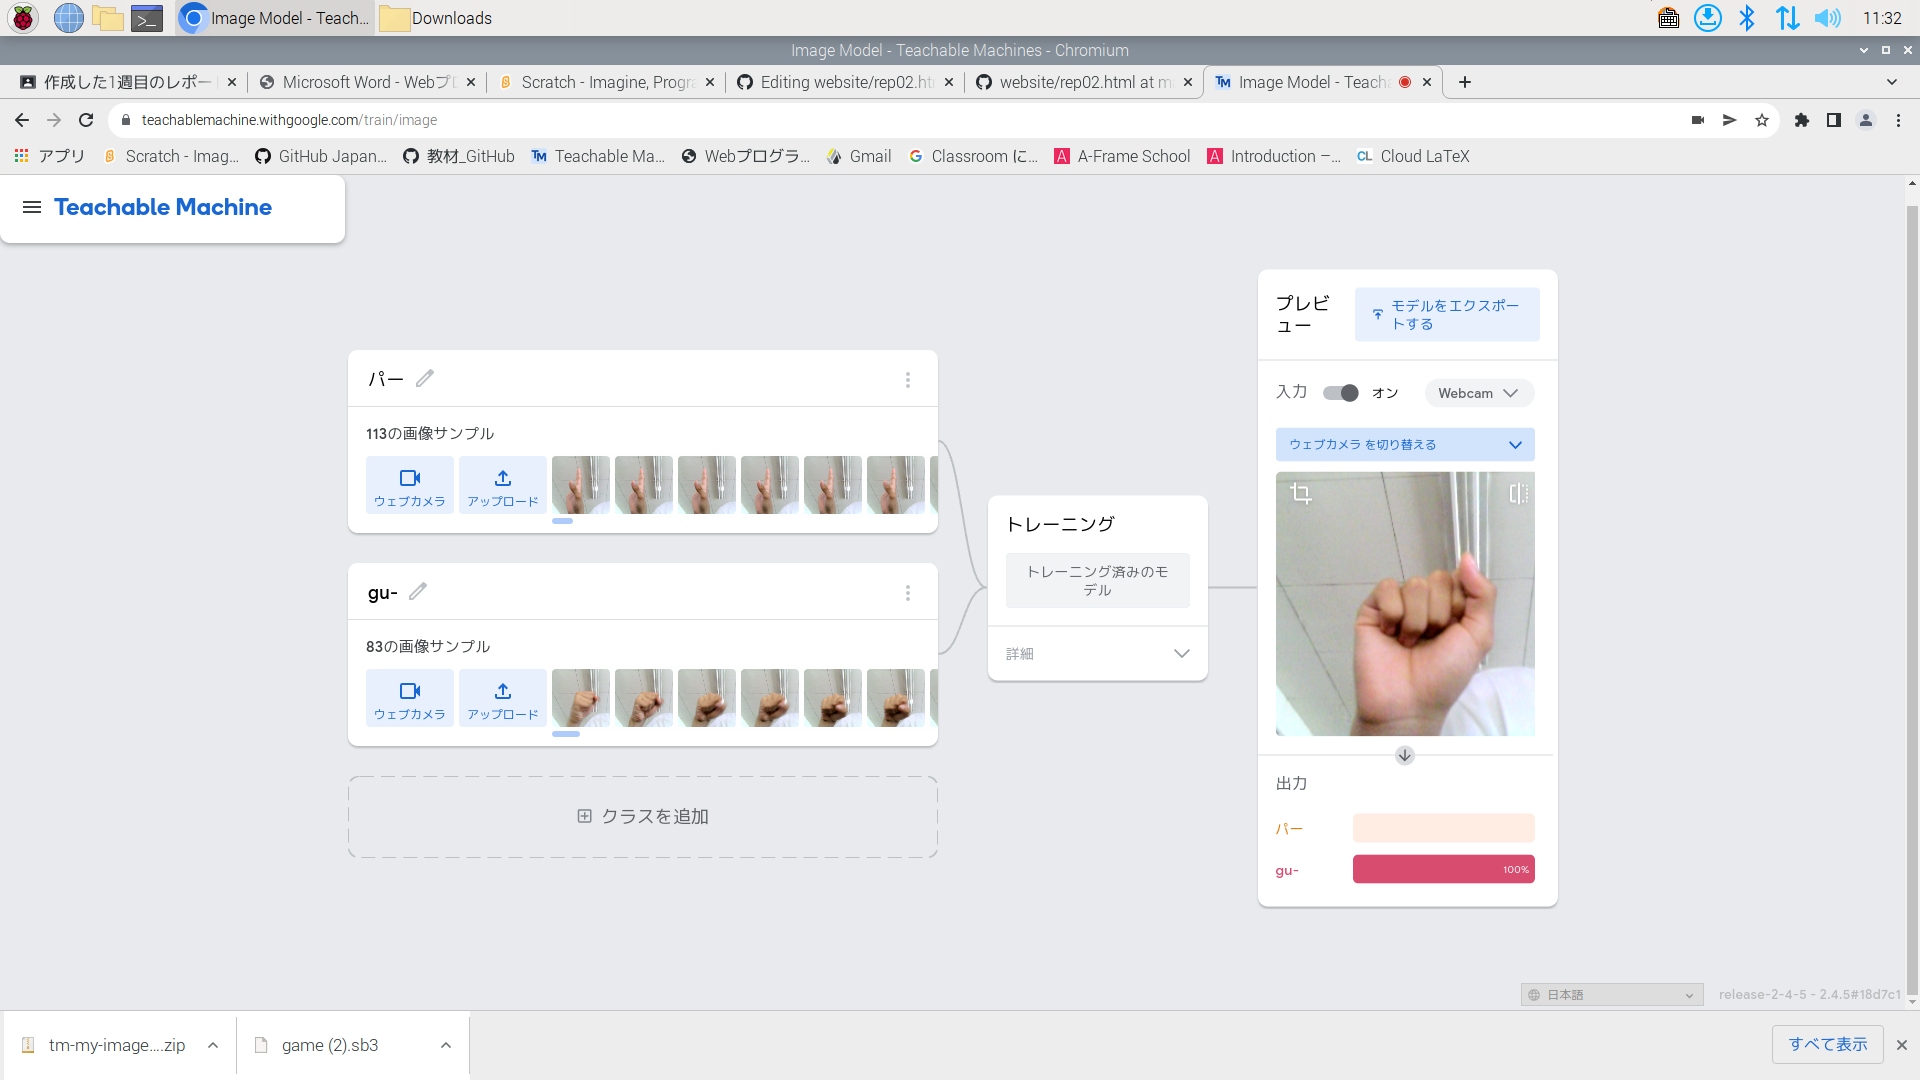 Image Model - Teach...
Downloads
11:32
Image Model - Teachable Machines - Chromium
作成した1週目のレポー
Microsoft Word - Webプロ
Scratch - Imagine, Progra
Editing website/rep02.ht
website/rep02.html at m
Image Model - Teacha
teachablemachine.withgoogle.com/train/image
アプリ
Scratch - Imag...
GitHub Japan...
教材_GitHub
Teachable Ma...
Webプログラ...
Gmail
Classroom に...
A-Frame School
Introduction –...
CL
Cloud LaTeX
Teachable Machine
パー
113の画像サンプル
ウェブカメラ
アップロード
gu-
83の画像サンプル
ウェブカメラ
アップロード
クラスを追加
トレーニング
トレーニング済みのモ
デル
詳細
プレビ
ュー
モデルをエクスポー
トする
入力
オン
Webcam
ウェブカメラ を切り替える
出力
パー
gu-
100%
日本語
release-2-4-5 - 2.4.5#18d7c1
tm-my-image....zip
game (2).sb3
すべて表示